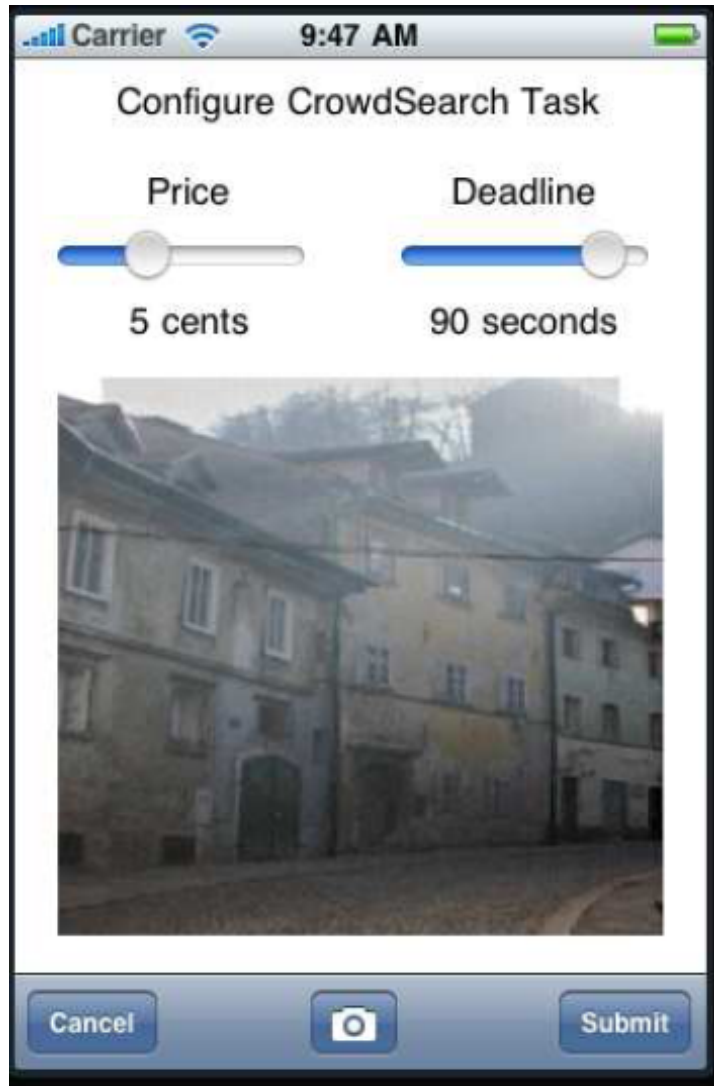 Carrier 9:47 AM
Configure CrowdSearch Task
Price Deadline
5 cents 90 seconds
Cancel Submit